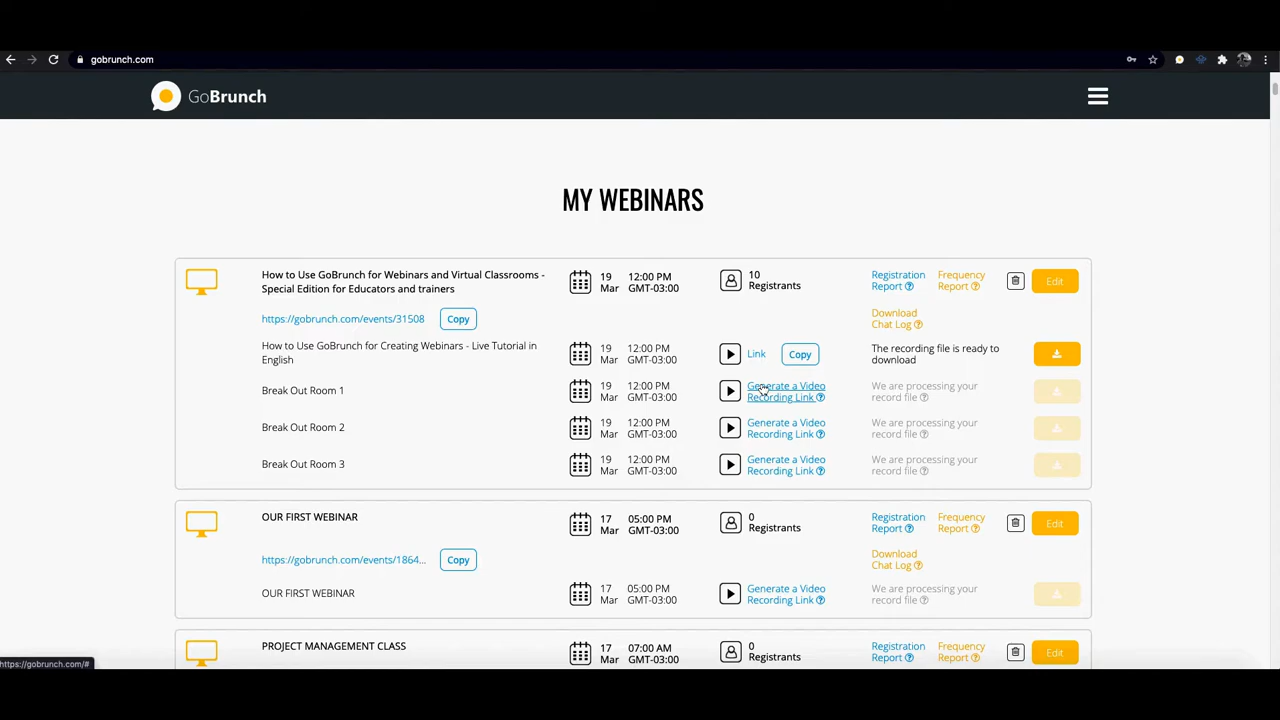 gobrunch.com
GoBrunch
MY WEBINARS
How to Use GoBrunch for Webinars and Virtual Classrooms -
Special Edition for Educators and trainers
19 12:00 PM
Mar GMT-03:00
10
Registrants
Registration
Report
Frequency
Report
Edit
https://gobrunch.com/events/31508
Copy
Download
Chat Log
How to Use GoBrunch for Creating Webinars - Live Tutorial in
English
19 12:00 PM
Mar GMT-03:00
Link
Copy
The recording file is ready to
download
Break Out Room 1
19 12:00 PM
Mar GMT-03:00
Generate a Video
Recording Link
We are processing your
record file
Break Out Room 2
19 12:00 PM
Mar GMT-03:00
Generate a Video
Recording Link
We are processing your
record file
Break Out Room 3
19 12:00 PM
Mar GMT-03:00
Generate a Video
Recording Link
We are processing your
record file
OUR FIRST WEBINAR
17 05:00 PM
Mar GMT-03:00
0
Registrants
Registration
Report
Frequency
Report
Edit
https://gobrunch.com/events/1864...
Copy
Download
Chat Log
OUR FIRST WEBINAR
17 05:00 PM
Mar GMT-03:00
Generate a Video
Recording Link
We are processing your
record file
PROJECT MANAGEMENT CLASS
17 07:00 AM
Mar GMT-03:00
0
Registrants
Registration
Report
Frequency
Report
Edit
https://gobrunch.com/#